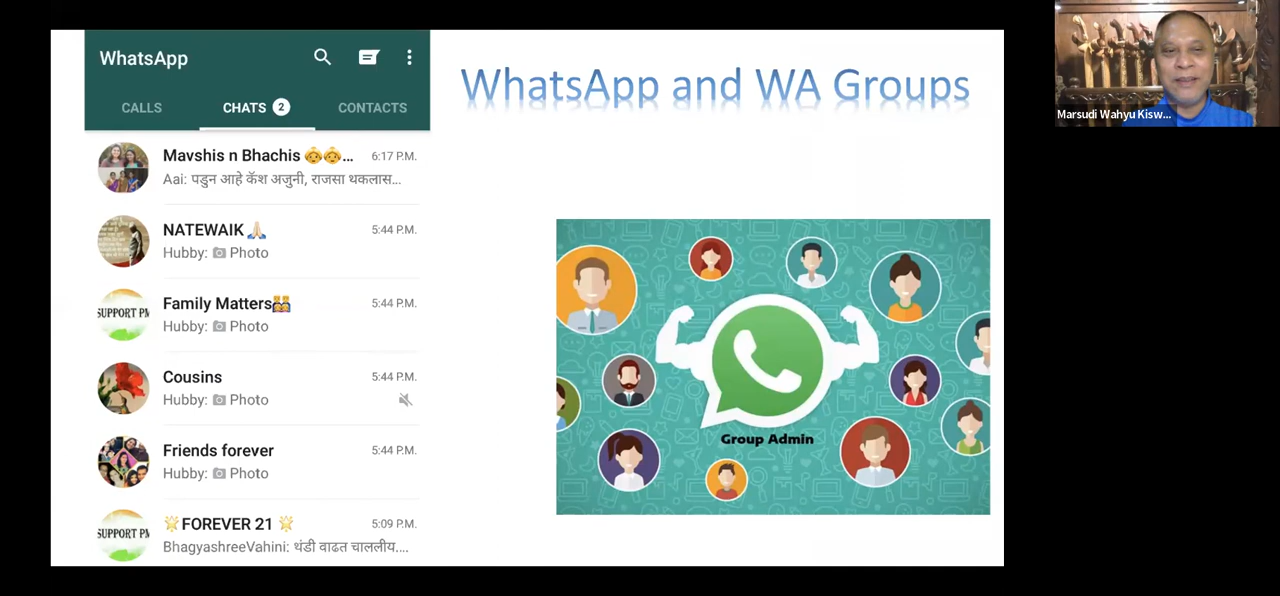 WhatsApp
CALLS CHATS 2 CONTACTS
Mavshis n Bhachis 👵👵... 6:17 P.M.
Aai: पडुन आहे कॅश अजुनी, राजसा थकलास...
NATEWAIK🙏🏻 5:44 P.M.
Hubby: 📷 Photo
SUPPORT PM
Family Matters👨‍👩‍👧‍👦 5:44 P.M.
Hubby: 📷 Photo
Cousins 5:44 P.M.
Hubby: 📷 Photo
Friends forever 5:44 P.M.
Hubby: 📷 Photo
SUPPORT PM
🌟FOREVER 21 🌟 5:09 P.M.
BhagyashreeVahini: थंडी वाढत चाललीय....
WhatsApp and WA Groups
Group Admin
Marsudi Wahyu Kisw...